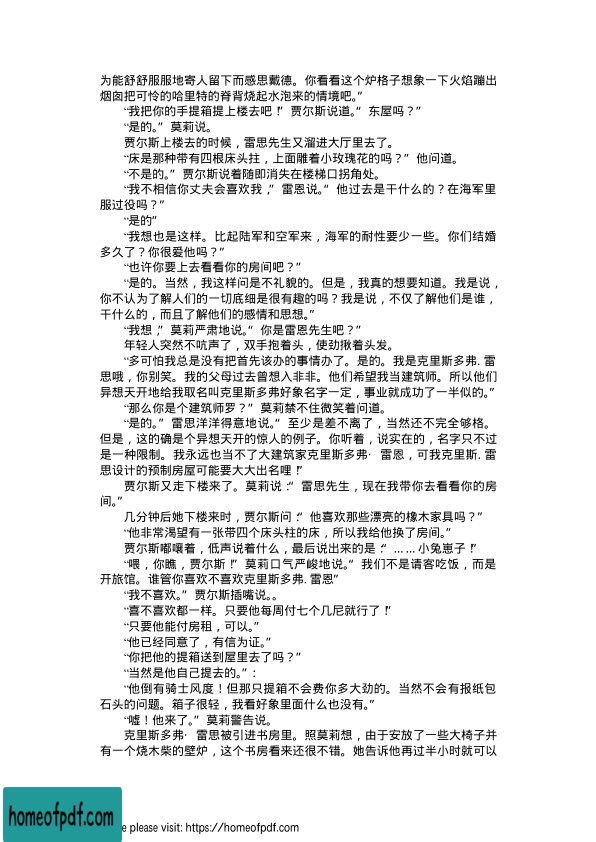 为能舒舒服服地寄人留下而感思戴德。你看看这个炉格子想象一下火焰蹦出
烟囱把可怜的哈里特的脊背烧起水泡来的情境吧。”
“我把你的手提箱提上楼去吧！”贾尔斯说道。“东屋吗？”
“是的。”莫莉说。
贾尔斯上楼去的时候，雷思先生又溜进大厅里去了。
“床是那种带有四根床头拄，上面雕着小玫瑰花的吗？”他问道。
“不是的。”贾尔斯说着随即消失在楼梯口拐角处。
“我不相信你丈夫会喜欢我，”雷恩说。“他过去是干什么的？在海军里
服过役吗？”
“是的”
“我想也是这样。比起陆军和空军来，海军的耐性要少一些。你们结婚
多久了？你很爱他吗？”
“也许你要上去看看你的房间吧？”
“是的。当然，我这样问是不礼貌的。但是，我真的想要知道。我是说，
你不认为了解人们的一切底细是很有趣的吗？我是说，不仅了解他们是谁，
干什么的，而且了解他们的感情和思想。”
“我想，”莫莉严肃地说。“你是雷恩先生吧？”
年轻人突然不吭声了，双手抱着头，使劲揪着头发。
“多可怕我总是没有把首先该办的事情办了。是的。我是克里斯多弗.雷
思哦，你别笑。我的父母过去曾想入非非。他们希望我当建筑师。所以他们
异想天开地给我取名叫克里斯多弗好象名字一定，事业就成功了一半似的。”
“那么你是个建筑师罗？”莫莉禁不住微笑着问道。
“是的。”雷思洋洋得意地说。“至少是差不离了，当然还不完全够格。
但是，这的确是个异想天开的惊人的例子。你听着，说实在的，名字只不过
是一种限制。我永远也当不了大建筑家克里斯多弗·雷恩，可我克里斯.雷
思设计的预制房屋可能要大大出名哩！”
贾尔斯又走下楼来了。莫莉说：“雷思先生，现在我带你去看看你的房
间。”
几分钟后她下楼来时，贾尔斯问：“他喜欢那些漂亮的橡木家具吗？”
“他非常渴望有一张带四个床头柱的床，所以我给他换了房间。”
贾尔斯嘟嚷着，低声说着什么，最后说出来的是：“……小兔崽子！”
“喂，你瞧，贾尔斯！”莫莉口气严峻地说。“我们不是请客吃饭，而是
开旅馆。谁管你喜欢不喜欢克里斯多弗.雷恩”
“我不喜欢。”贾尔斯插嘴说。。
“喜不喜欢都一样。只要他每周付七个几尼就行了！”
“只要他能付房租，可以。”
“他已经同意了，有信为证。”
“你把他的提箱送到屋里去了吗？”
“当然是他自己提去的。”：
“他倒有骑士风度！但那只提箱不会费你多大劲的。当然不会有报纸包
石头的问题。箱子很轻，我看好象里面什么也没有。”
“嘘！他来了。”莫莉警告说。
克里斯多弗·雷思被引进书房里。照莫莉想，由于安放了一些大椅子并
有一个烧木柴的壁炉，这个书房看来还很不错。她告诉他再过半小时就可以
homeofpdf.com
e please visit: https://homeofpdf.com